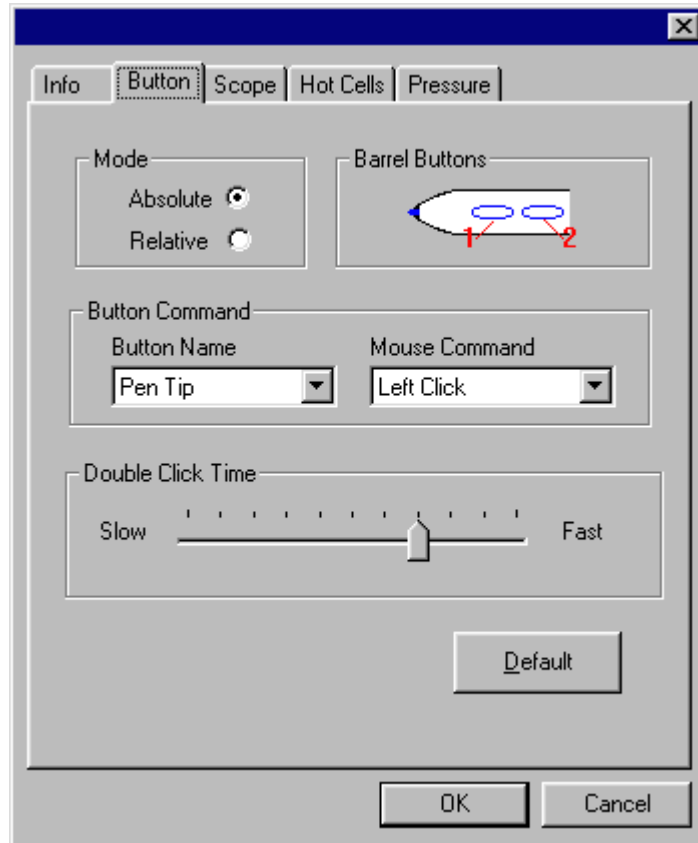 Info Button Scope Hot Cells Pressure
Mode
Absolute
Relative
Barrel Buttons
1 2
Button Command
Button Name Mouse Command
Pen Tip Left Click
Double Click Time
Slow Fast
Default
OK Cancel